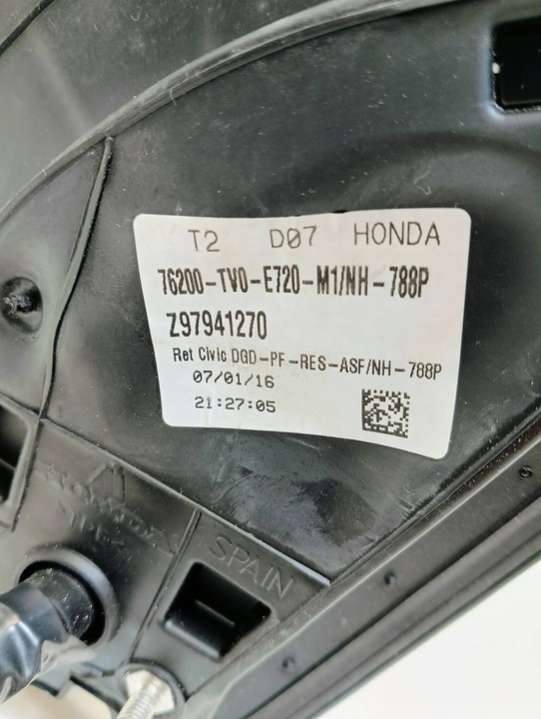 T2 D07 HONDA
76200-TV0-E720-M1/NH-788P
Z97941270
Ret Civic DGD-PF-RES-ASF/NH-788P
07/01/16
21:27:05
HONDA
SPAIN